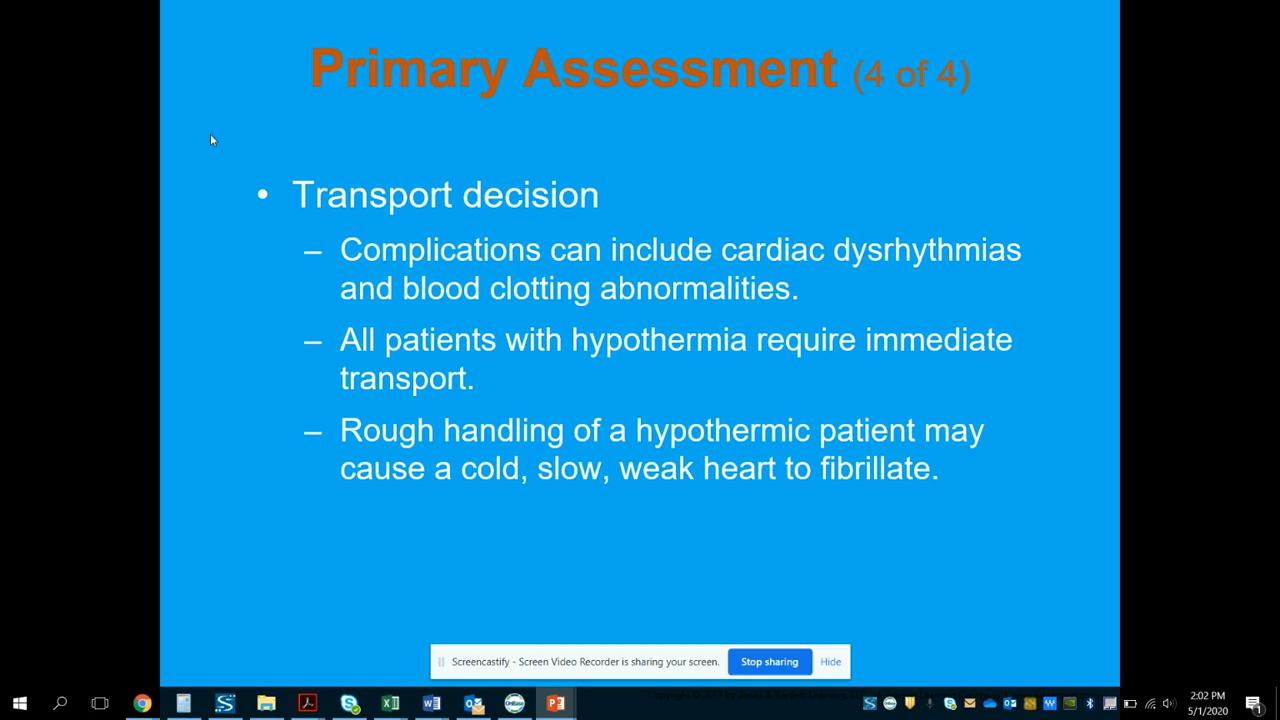 Primary Assessment (4 of 4)
• Transport decision
– Complications can include cardiac dysrhythmias
and blood clotting abnormalities.
– All patients with hypothermia require immediate
transport.
– Rough handling of a hypothermic patient may
cause a cold, slow, weak heart to fibrillate.
Screencastify - Screen Video Recorder is sharing your screen.
Stop sharing
Hide
2:02 PM
5/1/2020